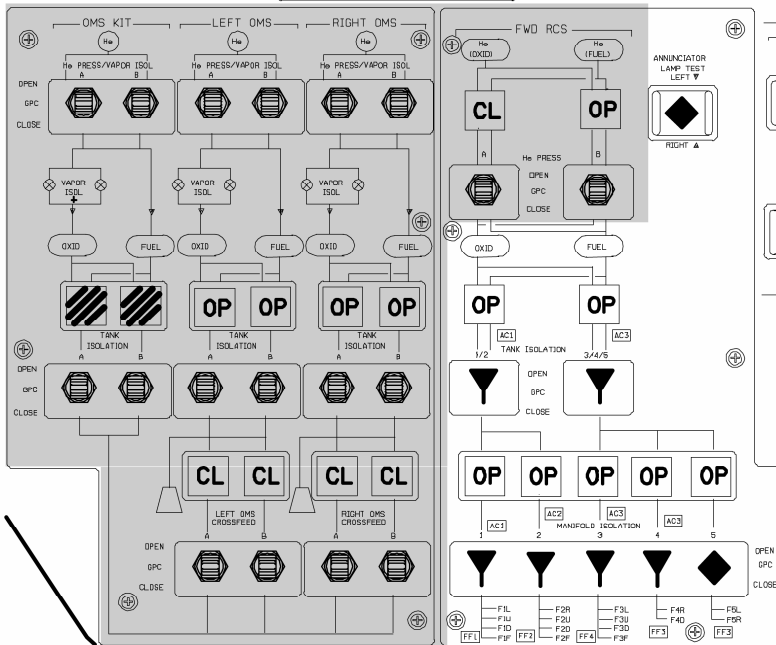 OMS KIT LEFT OMS RIGHT OMS FWD RCS
He He He He (OXID) He (FUEL)
He PRESS/VAPOR ISOL He PRESS/VAPOR ISOL He PRESS/VAPOR ISOL
A B A B A B
ANNUNCIATOR
LAMP TEST
LEFT ▼
OPEN
GPC
CLOSE
CL OP
RIGHT ▲
A He PRESS B
OPEN
GPC
CLOSE
VAPOR ISOL + VAPOR ISOL VAPOR ISOL
OXID FUEL OXID FUEL OXID FUEL OXID FUEL
OP OP OP OP OP OP
AC1 AC3
TANK ISOLATION TANK ISOLATION TANK ISOLATION TANK ISOLATION
A B A B A B 1/2 3/4/5
OPEN
GPC
CLOSE
OPEN
GPC
CLOSE
CL CL CL CL OP OP OP OP OP
LEFT OMS CROSSFEED RIGHT OMS CROSSFEED
AC1 AC2 AC3 AC3
MANIFOLD ISOLATION
A B A B 1 2 3 4 5
OPEN
GPC
CLOSE
OPEN
GPC
CLOSE
F1L F2R F3L F4R F5L
F1U F2U F3U F4D F5R
F1D F2D F3D
F1F F2F F3F
FF1 FF2 FF4 FF3 FF3